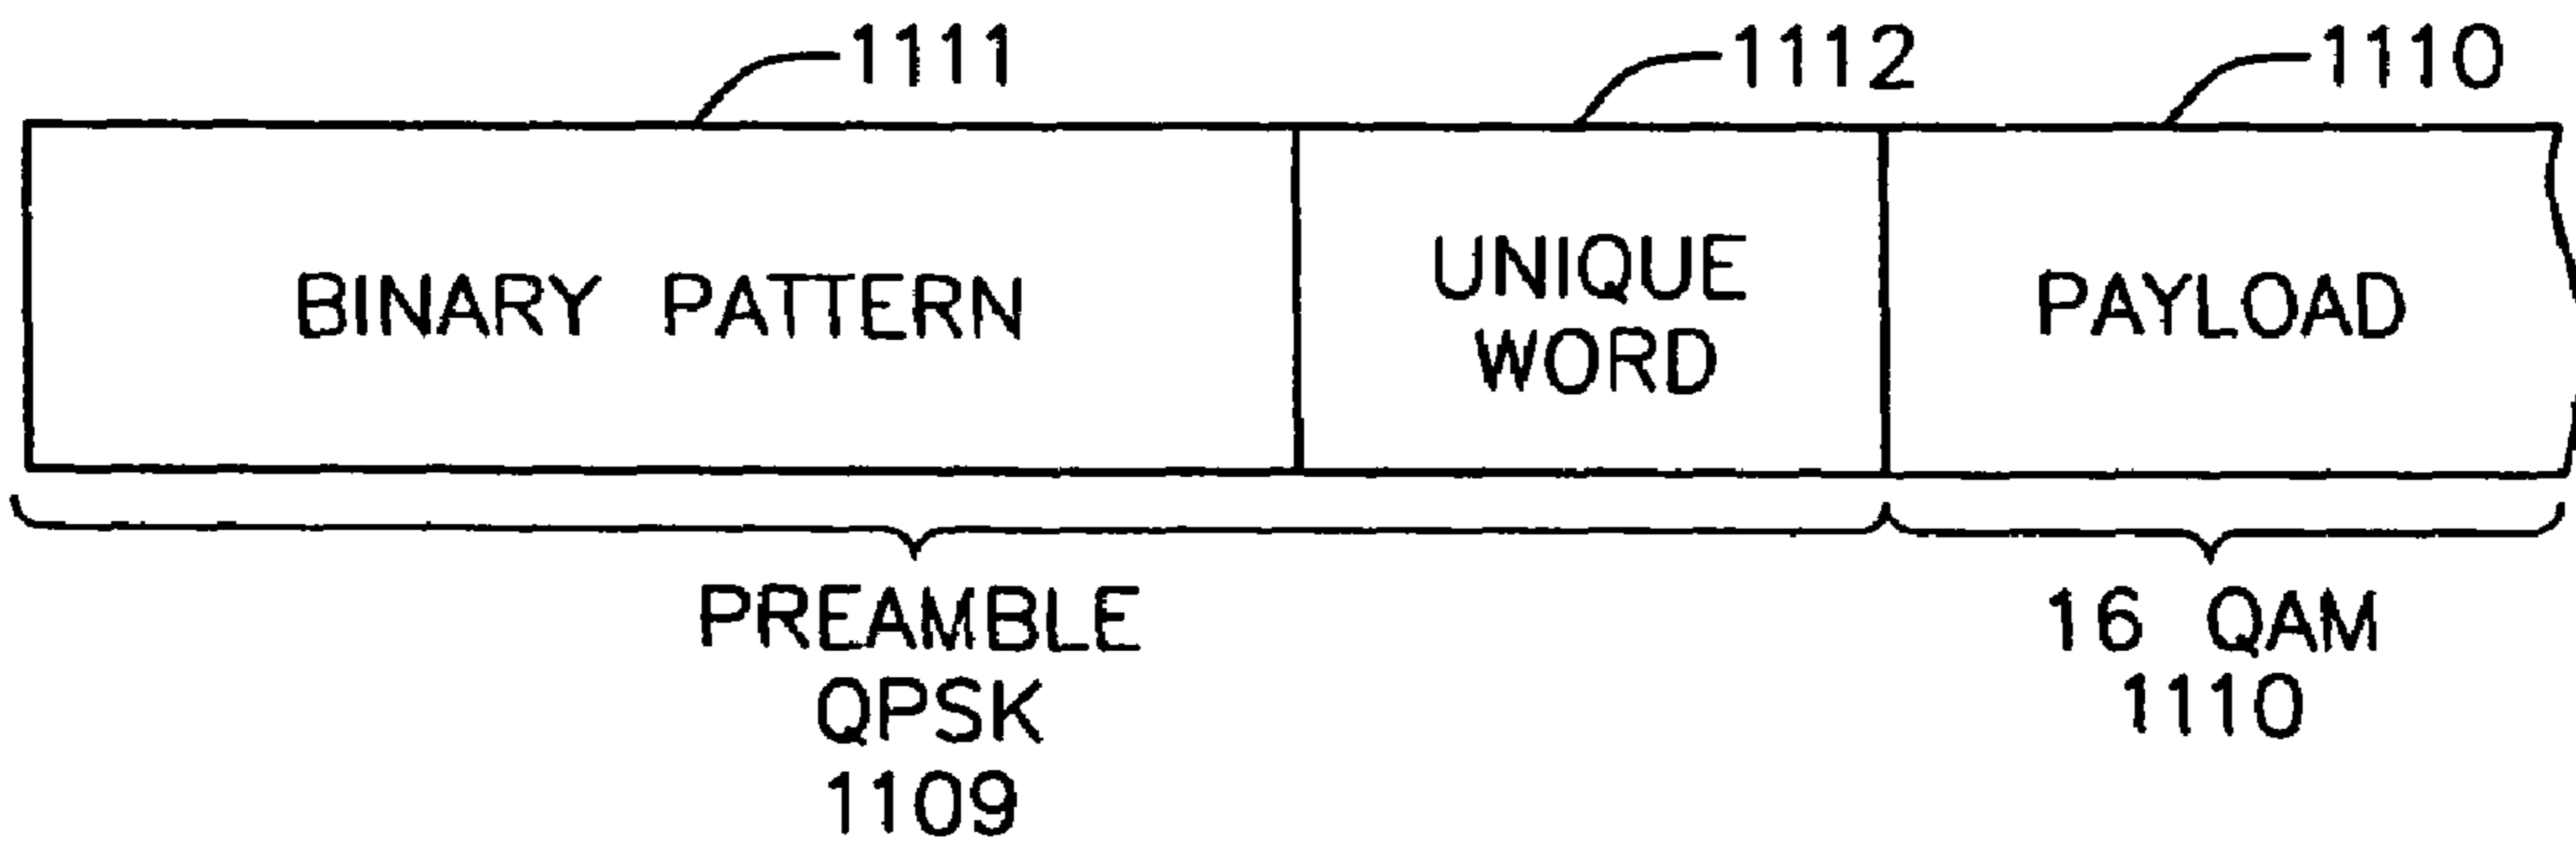 1111
1112
1110
BINARY PATTERN
UNIQUE
WORD
PAYLOAD
PREAMBLE
QPSK
1109
16 QAM
1110